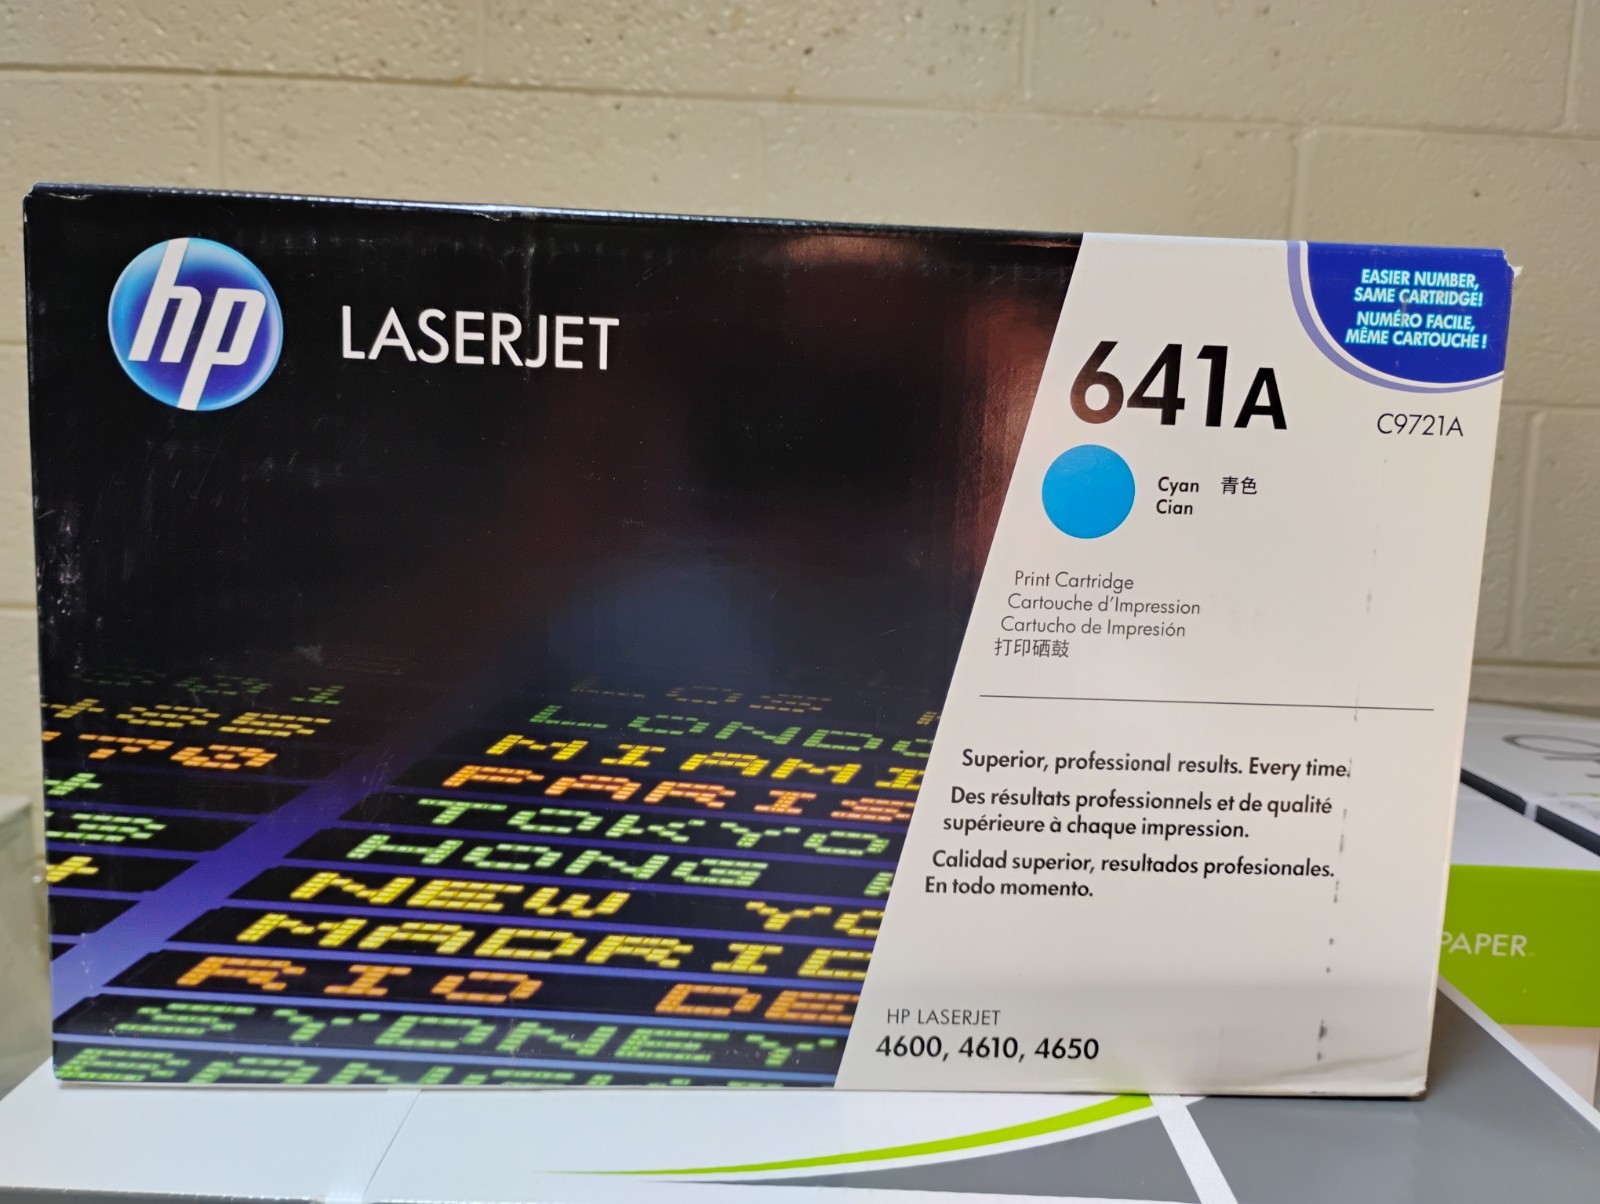 hp
LASERJET
EASIER NUMBER,
SAME CARTRIDGE!
NUMÉRO FACILE,
MÊME CARTOUCHE!
641A
C9721A
Cyan 青色
Cian
Print Cartridge
Cartouche d'Impression
Cartucho de Impresión
打印硒鼓
Superior, professional results. Every time.
Des résultats professionnels et de qualité
supérieure à chaque impression.
Calidad superior, resultados profesionales.
En todo momento.
HP LASERJET
4600, 4610, 4650
MIAMI
PARIS
TOKYO
HONG
NEW YO
MADRID
RIO DE
SYDNEY
PAPER